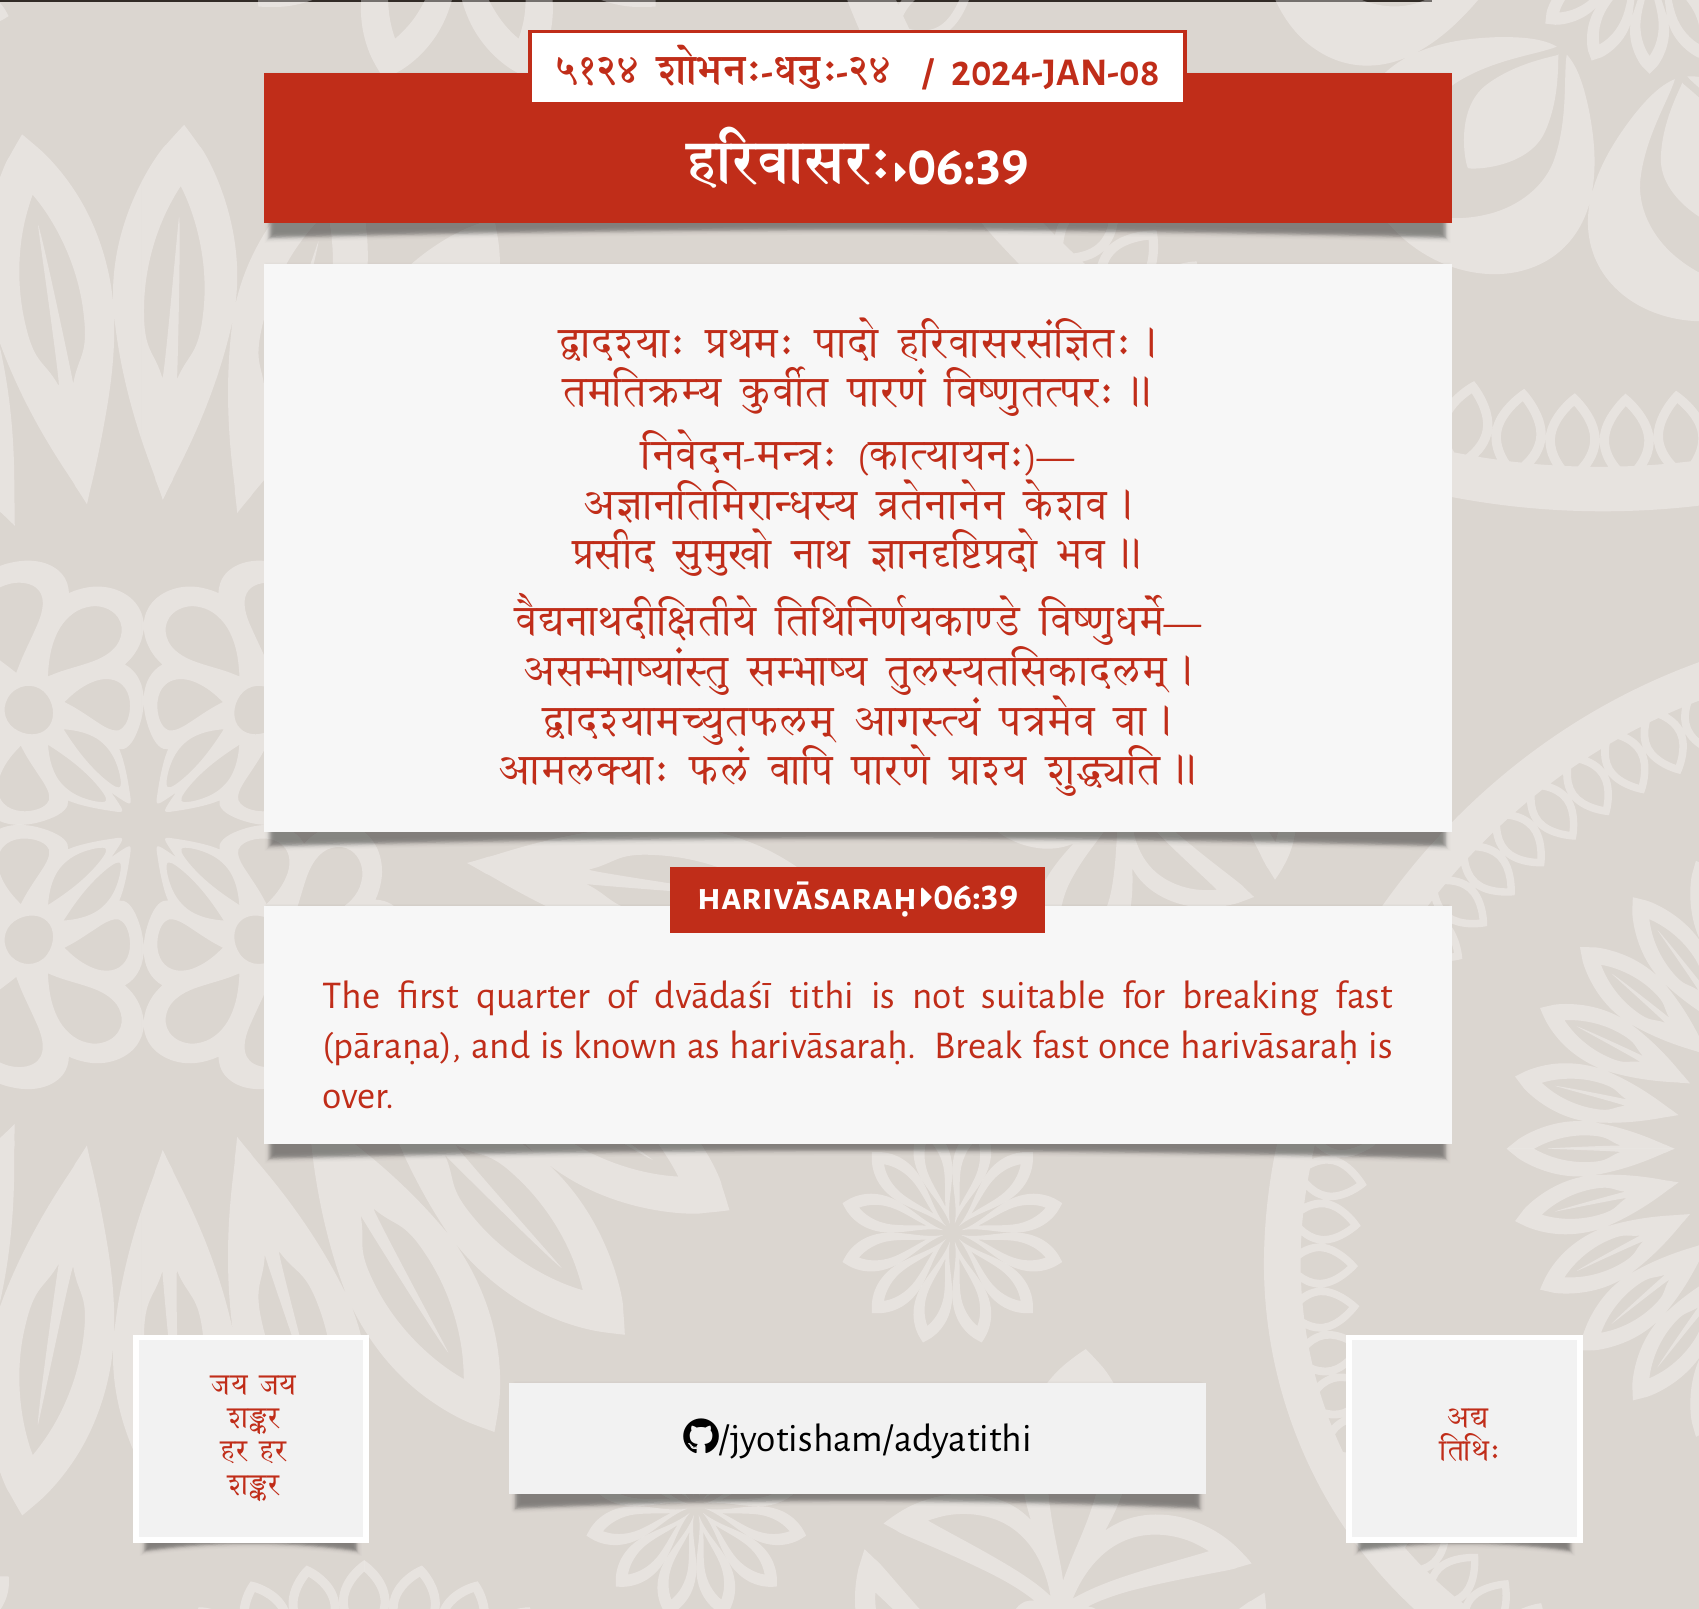 ५१२४ शोभनः-धनुः-२४ / 2024-JAN-08
हरिवासरः▸06:39
द्वादश्याः प्रथमः पादो हरिवासरसंज्ञितः।
तमतिक्रम्य कुर्वीत पारणं विष्णुतत्परः॥
निवेदन-मन्त्रः (कात्यायनः)—
अज्ञानतिमिरान्धस्य व्रतेनानेन केशव।
प्रसीद सुमुखो नाथ ज्ञानदृष्टिप्रदो भव॥
वैद्यनाथदीक्षितीये तिथिनिर्णयकाण्डे विष्णुधर्मे—
असम्भाष्यांस्तु सम्भाष्य तुलस्यतसिकादलम्।
द्वादश्यामच्युतफलम् आगस्त्यं पत्रमेव वा।
आमलक्याः फलं वापि पारणे प्राश्य शुद्ध्यति॥
HARIVĀSARAḤ▸06:39
The first quarter of dvādaśī tithi is not suitable for breaking fast
(pāraṇa), and is known as harivāsaraḥ. Break fast once harivāsaraḥ is
over.
जय जय
शङ्कर
हर हर
शङ्कर
/jyotisham/adyatithi
अद्य
तिथिः